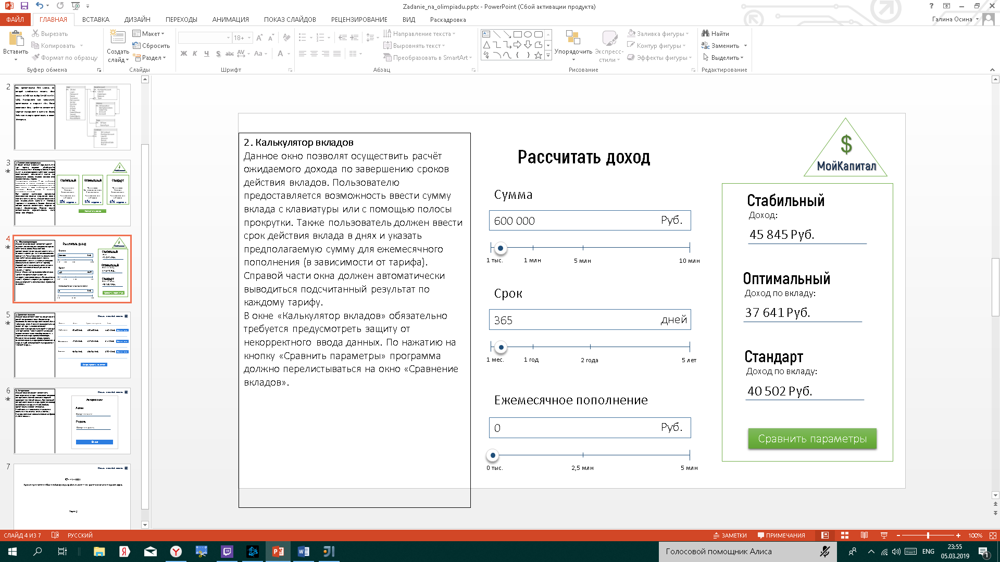 Zadanie_na_olimpiadu.pptx - PowerPoint (Сбой активации продукта)
ФАЙЛ ГЛАВНАЯ ВСТАВКА ДИЗАЙН ПЕРЕХОДЫ АНИМАЦИЯ ПОКАЗ СЛАЙДОВ РЕЦЕНЗИРОВАНИЕ ВИД Раскадровка
Галина Осина
Вставить
Вырезать
Копировать
Формат по образцу
Буфер обмена
Создать слайд
Макет
Сбросить
Раздел
Слайды
18+
Ж К Ч S abc AV Aa A
Шрифт
Направление текста
Выровнять текст
Преобразовать в SmartArt
Абзац
Упорядочить
Экспресс-стили
Заливка фигуры
Контур фигуры
Эффекты фигуры
Рисование
Найти
Заменить
Выделить
Редактирование
2
3
4
5
6
7
2. Калькулятор вкладов
Данное окно позволят осуществить расчёт
ожидаемого дохода по завершению сроков
действия вкладов. Пользователю
предоставляется возможность ввести сумму
вклада с клавиатуры или с помощью полосы
прокрутки. Также пользователь должен ввести
срок действия вклада в днях и указать
предполагаемую сумму для ежемесячного
пополнения (в зависимости от тарифа).
Справой части окна должен автоматически
выводиться подсчитанный результат по
каждому тарифу.
В окне «Калькулятор вкладов» обязательно
требуется предусмотреть защиту от
некорректного ввода данных. По нажатию на
кнопку «Сравнить параметры» программа
должно перелистываться на окно «Сравнение
вкладов».
Рассчитать доход
$
МойКапитал
Сумма
600 000 Руб.
1 тыс. 1 млн 5 млн 10 млн
Срок
365 дней
1 мес. 1 год 2 года 5 лет
Ежемесячное пополнение
0 Руб.
0 тыс. 2,5 млн 5 млн
Стабильный
Доход:
45 845 Руб.
Оптимальный
Доход по вкладу:
37 641 Руб.
Стандарт
Доход по вкладу:
40 502 Руб.
Сравнить параметры
СЛАЙД 4 ИЗ 7 РУССКИЙ
ЗАМЕТКИ ПРИМЕЧАНИЯ 100%
Голосовой помощник Алиса
ENG
23:55
05.03.2019
1